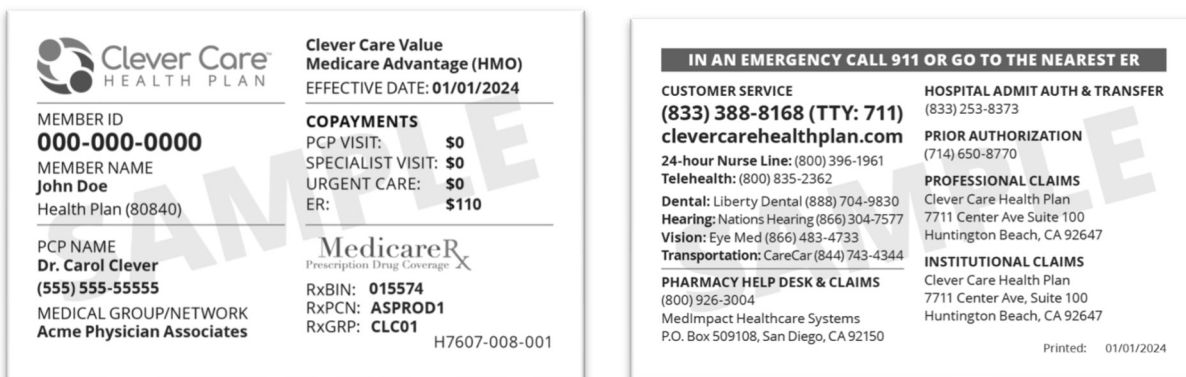 Clever Care™
HEALTH PLAN
MEMBER ID
000-000-0000
MEMBER NAME
John Doe
Health Plan (80840)
PCP NAME
Dr. Carol Clever
(555) 555-55555
MEDICAL GROUP/NETWORK
Acme Physician Associates
Clever Care Value
Medicare Advantage (HMO)
EFFECTIVE DATE: 01/01/2024
COPAYMENTS
PCP VISIT: $0
SPECIALIST VISIT: $0
URGENT CARE: $0
ER: $110
MedicareRx
Prescription Drug Coverage
RxBIN: 015574
RxPCN: ASPROD1
RxGRP: CLC01
H7607-008-001
SAMPLE
IN AN EMERGENCY CALL 911 OR GO TO THE NEAREST ER
CUSTOMER SERVICE
(833) 388-8168 (TTY: 711)
clevercarehealthplan.com
24-hour Nurse Line: (800) 396-1961
Telehealth: (800) 835-2362
Dental: Liberty Dental (888) 704-9830
Hearing: Nations Hearing (866) 304-7577
Vision: Eye Med (866) 483-4733
Transportation: CareCar (844) 743-4344
PHARMACY HELP DESK & CLAIMS
(800) 926-3004
MedImpact Healthcare Systems
P.O. Box 509108, San Diego, CA 92150
HOSPITAL ADMIT AUTH & TRANSFER
(833) 253-8373
PRIOR AUTHORIZATION
(714) 650-8770
PROFESSIONAL CLAIMS
Clever Care Health Plan
7711 Center Ave Suite 100
Huntington Beach, CA 92647
INSTITUTIONAL CLAIMS
Clever Care Health Plan
7711 Center Ave, Suite 100
Huntington Beach, CA 92647
Printed: 01/01/2024
SAMPLE